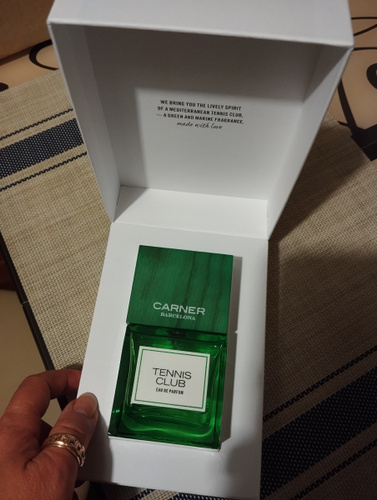 WE BRING YOU THE LIVELY SPIRIT
OF A MEDITERRANEAN TENNIS CLUB.
... A GREEN AND MARINE FRAGRANCE.
made with love
CARNER
BARCELONA
TENNIS
CLUB
EAU DE PARFUM